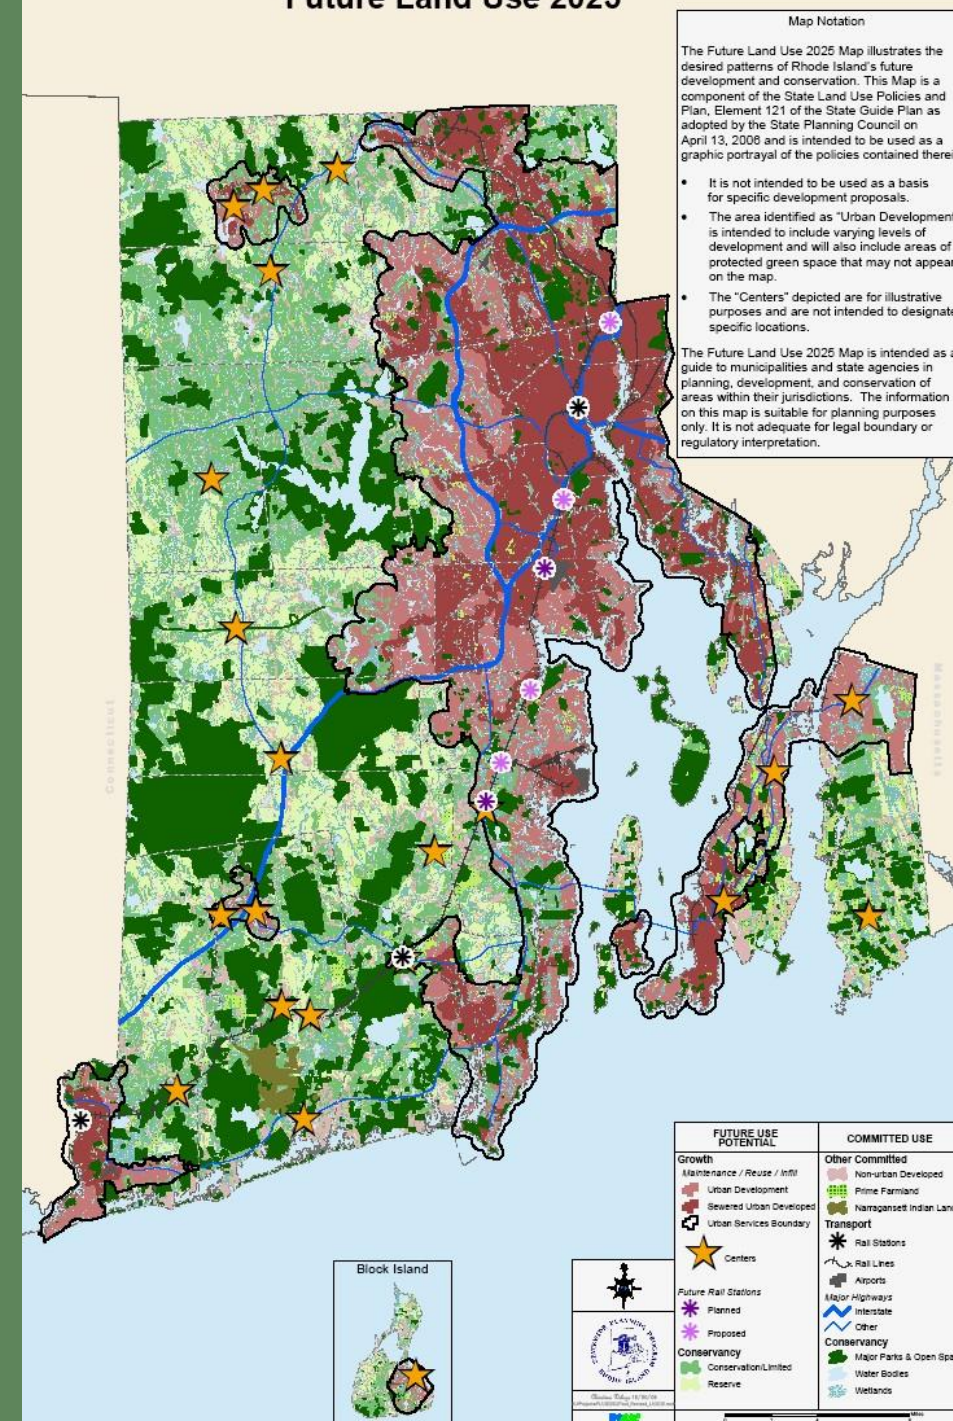 Future Land Use 2025
Map Notation
The Future Land Use 2025 Map illustrates the
desired patterns of Rhode Island's future
development and conservation. This Map is a
component of the State Land Use Policies and
Plan, Element 121 of the State Guide Plan as
adopted by the State Planning Council on
April 13, 2006 and is intended to be used as a
graphic portrayal of the policies contained therei
• It is not intended to be used as a basis
for specific development proposals.
• The area identified as "Urban Development
is intended to include varying levels of
development and will also include areas of
protected green space that may not appear
on the map.
• The "Centers" depicted are for illustrative
purposes and are not intended to designate
specific locations.
The Future Land Use 2025 Map is intended as a
guide to municipalities and state agencies in
planning, development, and conservation of
areas within their jurisdictions. The information
on this map is suitable for planning purposes
only. It is not adequate for legal boundary or
regulatory interpretation.
Connecticut
Massachusetts
Block Island
STATEWIDE PLANNING PROGRAM
RHODE ISLAND
FUTURE USE
POTENTIAL
Growth
Maintenance / Reuse / Infill
Urban Development
Sewered Urban Developed
Urban Services Boundary
Centers
Future Rail Stations
Planned
Proposed
Conservancy
Conservation/Limited
Reserve
COMMITTED USE
Other Committed
Non-urban Developed
Prime Farmland
Narragansett Indian Land
Transport
Rail Stations
Rail Lines
Airports
Major Highways
Interstate
Other
Conservancy
Major Parks & Open Spa
Water Bodies
Wetlands
Miles